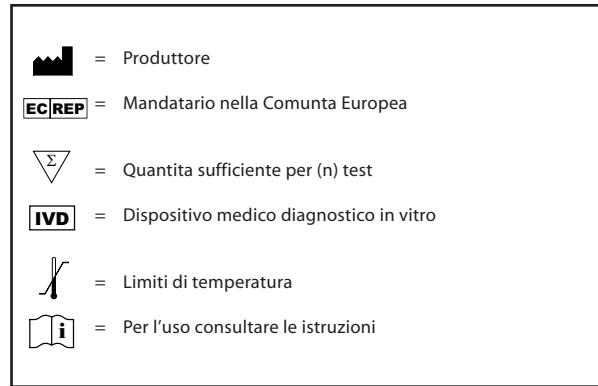 = Produttore
EC REP = Mandatario nella Comunta Europea
Σ = Quantita sufficiente per (n) test
IVD = Dispositivo medico diagnostico in vitro
= Limiti di temperatura
i = Per l’uso consultare le istruzioni